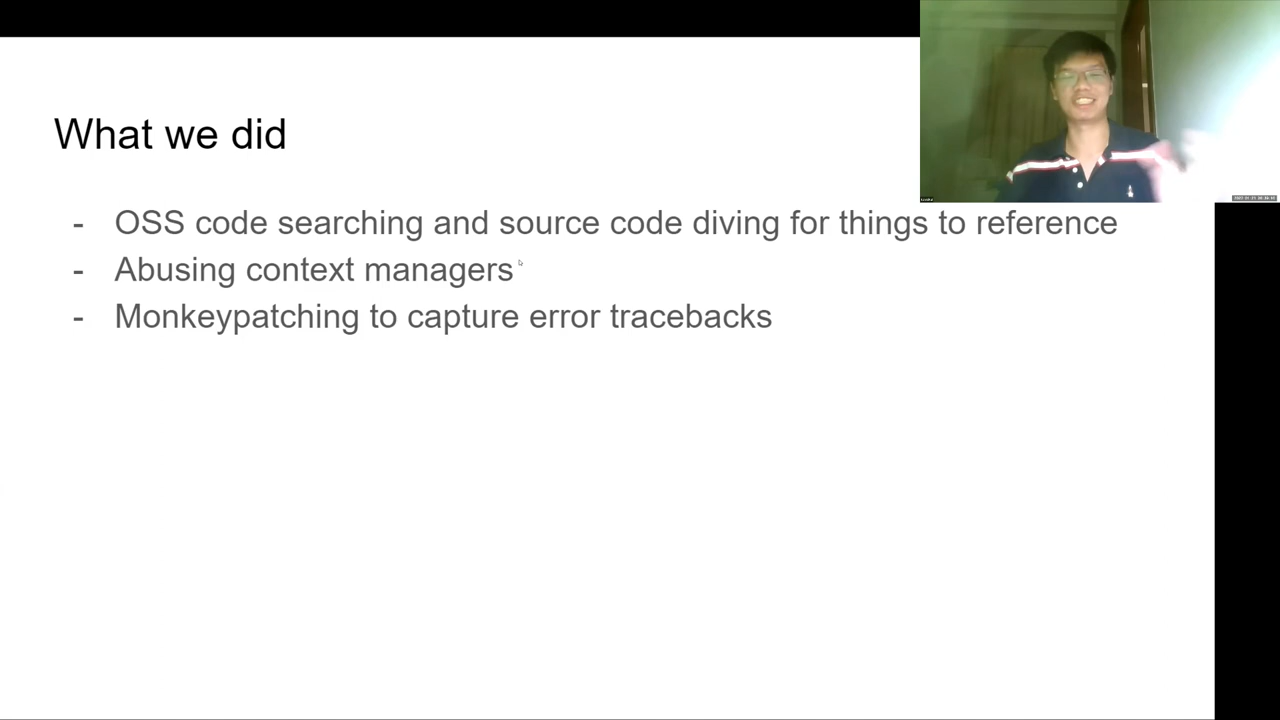 What we did
- OSS code searching and source code diving for things to reference
- Abusing context managers
- Monkeypatching to capture error tracebacks